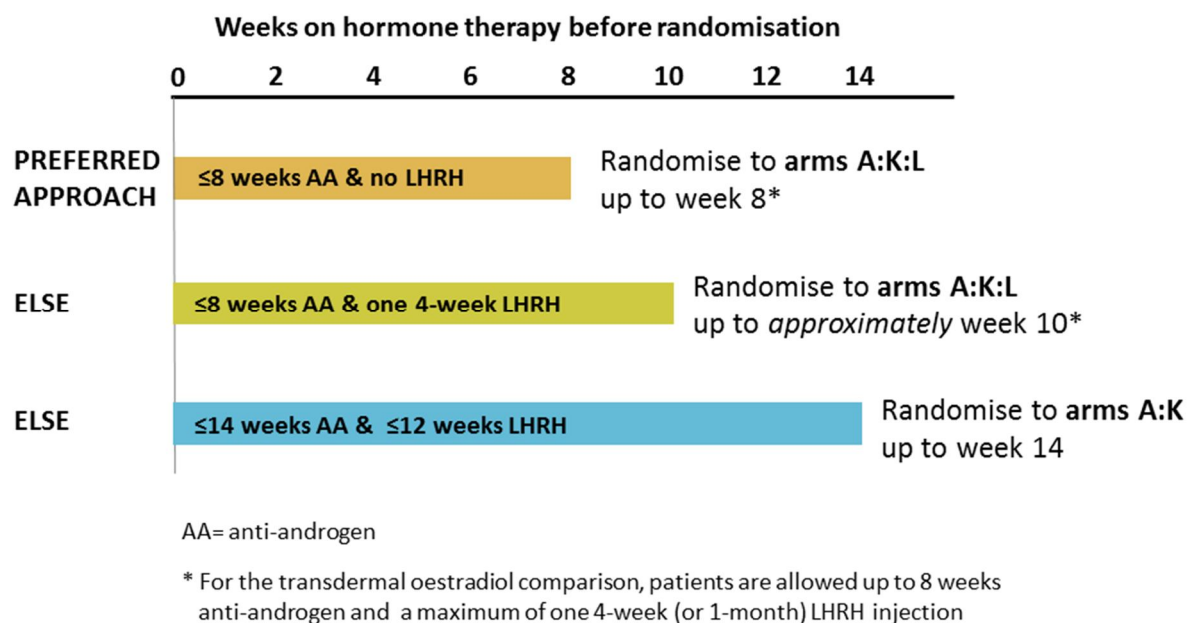 Weeks on hormone therapy before randomisation
0 2 4 6 8 10 12 14
PREFERRED
APPROACH
≤8 weeks AA & no LHRH
Randomise to arms A:K:L
up to week 8*
ELSE
≤8 weeks AA & one 4-week LHRH
Randomise to arms A:K:L
up to approximately week 10*
ELSE
≤14 weeks AA & ≤12 weeks LHRH
Randomise to arms A:K
up to week 14
AA= anti-androgen
* For the transdermal oestradiol comparison, patients are allowed up to 8 weeks
anti-androgen and a maximum of one 4-week (or 1-month) LHRH injection